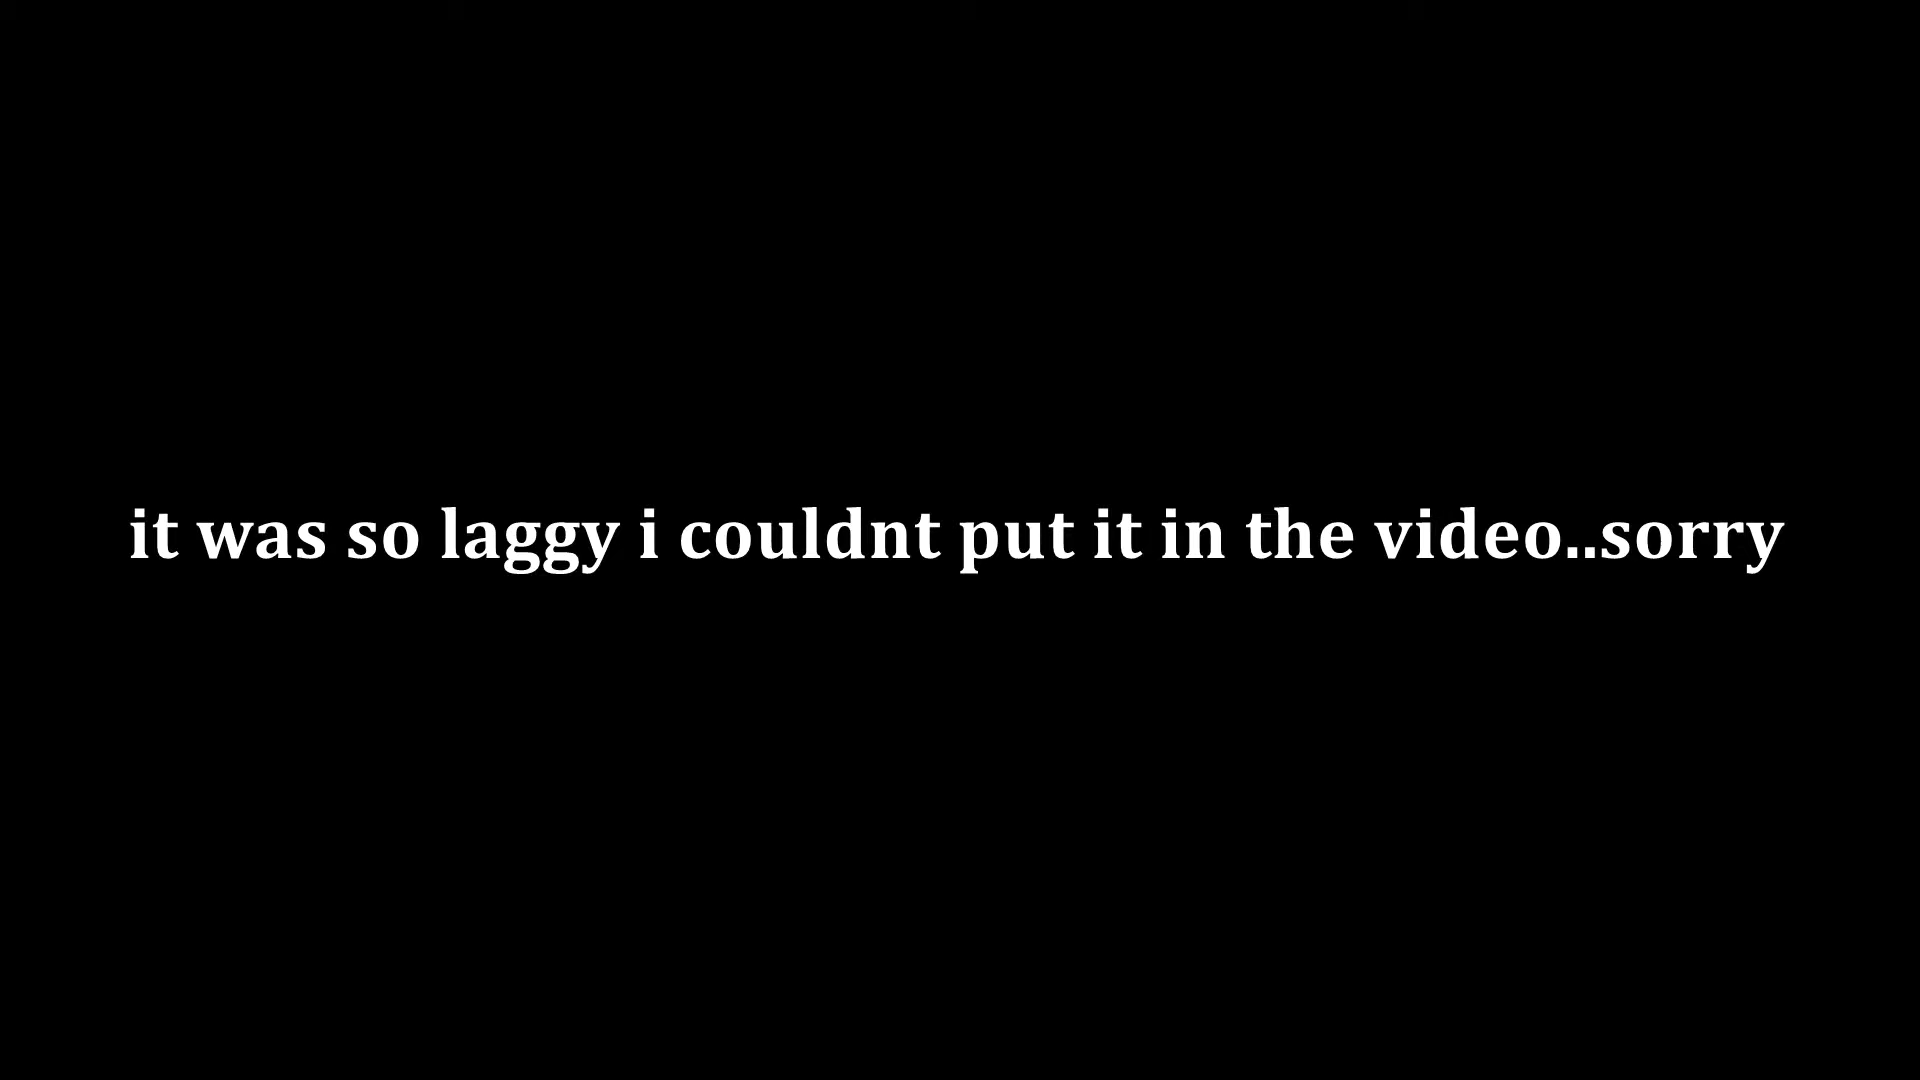 it was so laggy i couldnt put it in the video..sorry